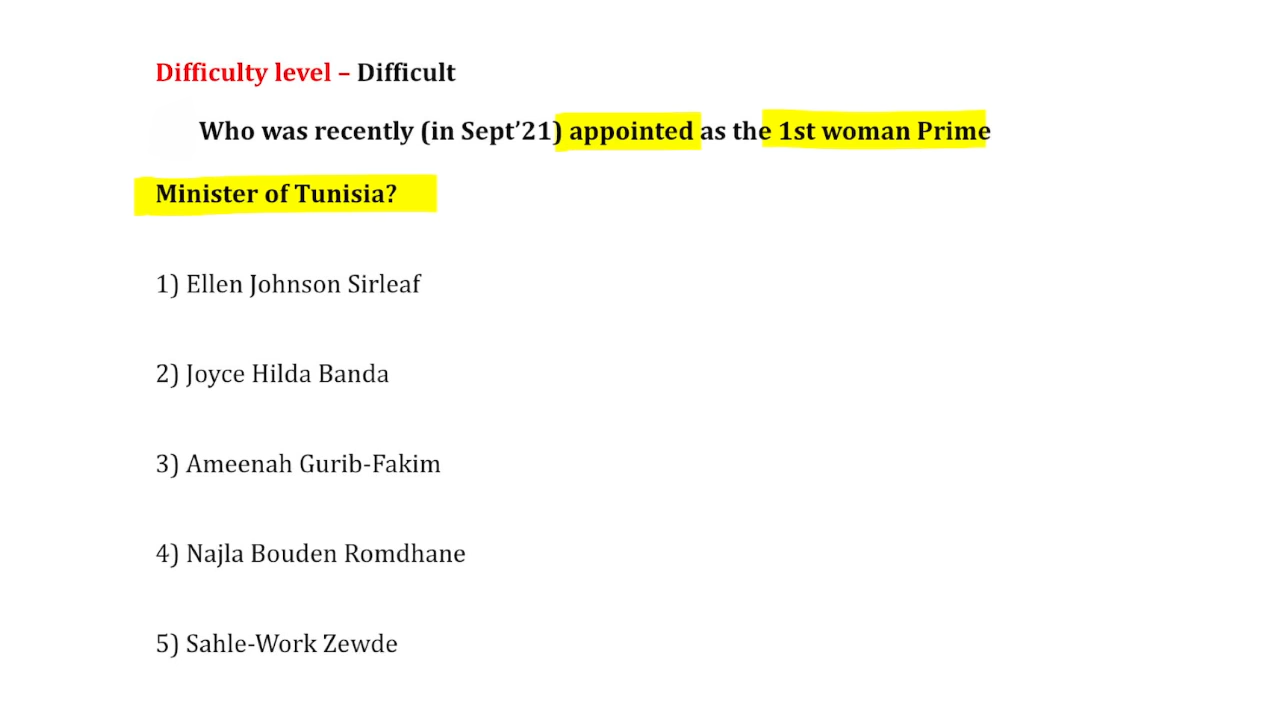 Difficulty level – Difficult
Who was recently (in Sept’21) appointed as the 1st woman Prime
Minister of Tunisia?
1) Ellen Johnson Sirleaf
2) Joyce Hilda Banda
3) Ameenah Gurib-Fakim
4) Najla Bouden Romdhane
5) Sahle-Work Zewde